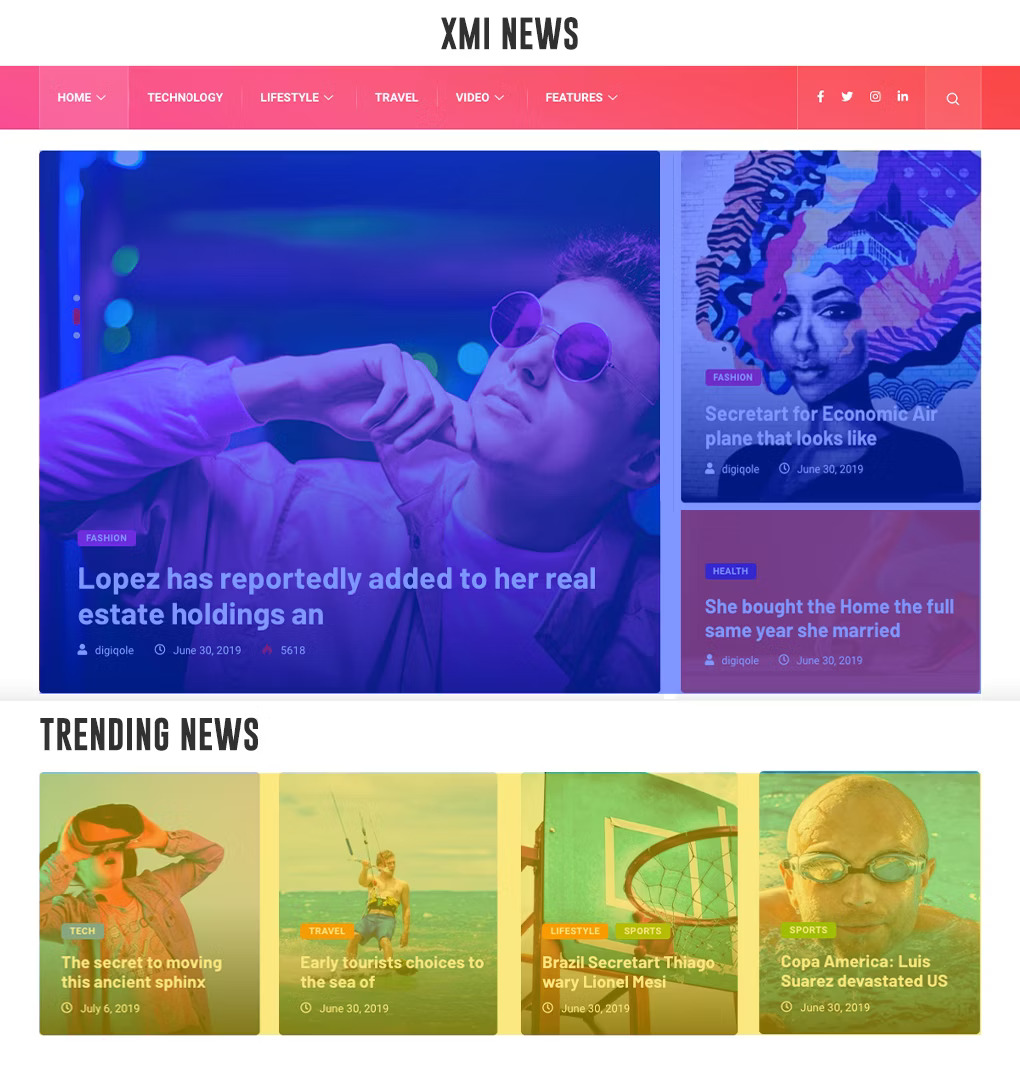 XMI NEWS
HOME TECHNOLOGY LIFESTYLE TRAVEL VIDEO FEATURES
FASHION
Lopez has reportedly added to her real
estate holdings an
digiqole June 30, 2019 5618
FASHION
Secretart for Economic Air
plane that looks like
digiqole June 30, 2019
HEALTH
She bought the Home the full
same year she married
digiqole June 30, 2019
TRENDING NEWS
TECH
The secret to moving
this ancient sphinx
July 6, 2019
TRAVEL
Early tourists choices to
the sea of
June 30, 2019
LIFESTYLE SPORTS
Brazil Secretart Thiago
wary Lionel Mesi
June 30, 2019
SPORTS
Copa America: Luis
Suarez devastated US
June 30, 2019